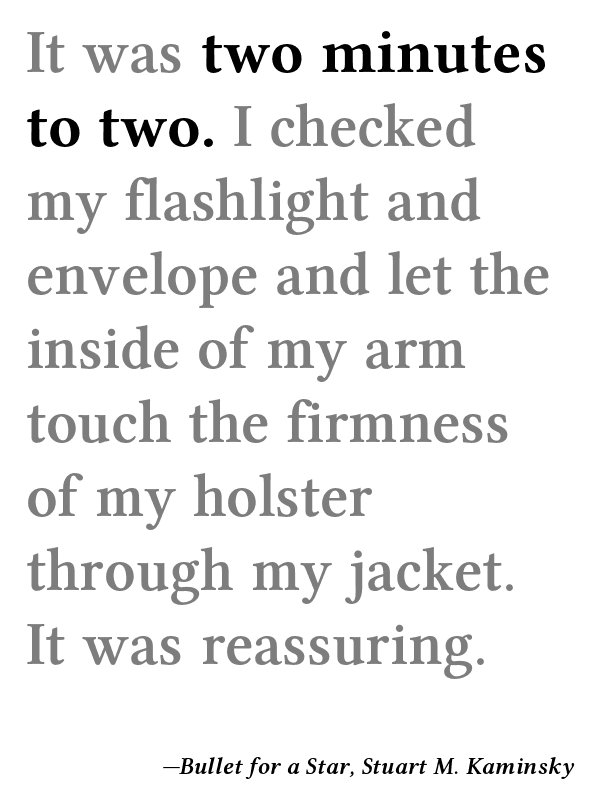 It was two minutes
to two. I checked
my flashlight and
envelope and let the
inside of my arm
touch the firmness
of my holster
through my jacket.
It was reassuring.
—Bullet for a Star, Stuart M. Kaminsky